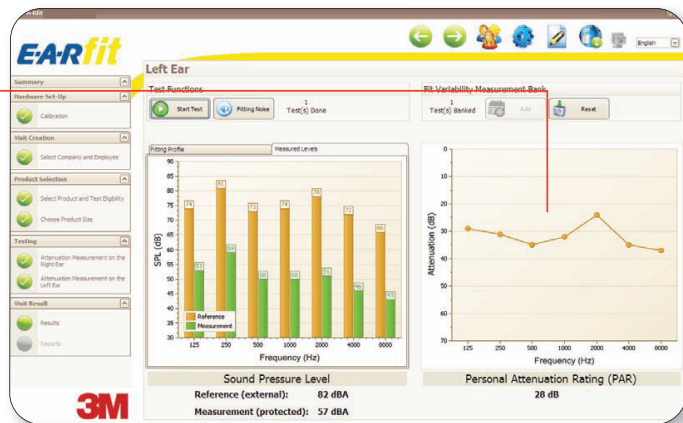 E-A-Rfit
E·A·Rfit
English
Left Ear
Summary
Hardware Set-Up
Calibration
Visit Creation
Select Company and Employee
Product Selection
Select Product and Test Eligibility
Choose Product Size
Testing
Attenuation Measurement on the
Right Ear
Attenuation Measurement on the
Left Ear
Visit Result
Results
Reports
3M
Test Functions
Start Test
Fitting Noise
1
Test(s) Done
Fit Variability Measurement Bank
1
Test(s) Banked
Add
Reset
Fitting Profile
Measured Levels
SPL (dB)
90
85
80
75
70
65
60
55
50
45
40
35
30
74 81 73 74 78 72 66
53 59 50 50 51 46 43
Reference
Measurement
125 250 500 1000 2000 4000 8000
Frequency (Hz)
Attenuation (dB)
0
10
20
30
40
50
60
70
125 250 500 1000 2000 4000 8000
Frequency (Hz)
Sound Pressure Level
Reference (external): 82 dBA
Measurement (protected): 57 dBA
Personal Attenuation Rating (PAR)
28 dB